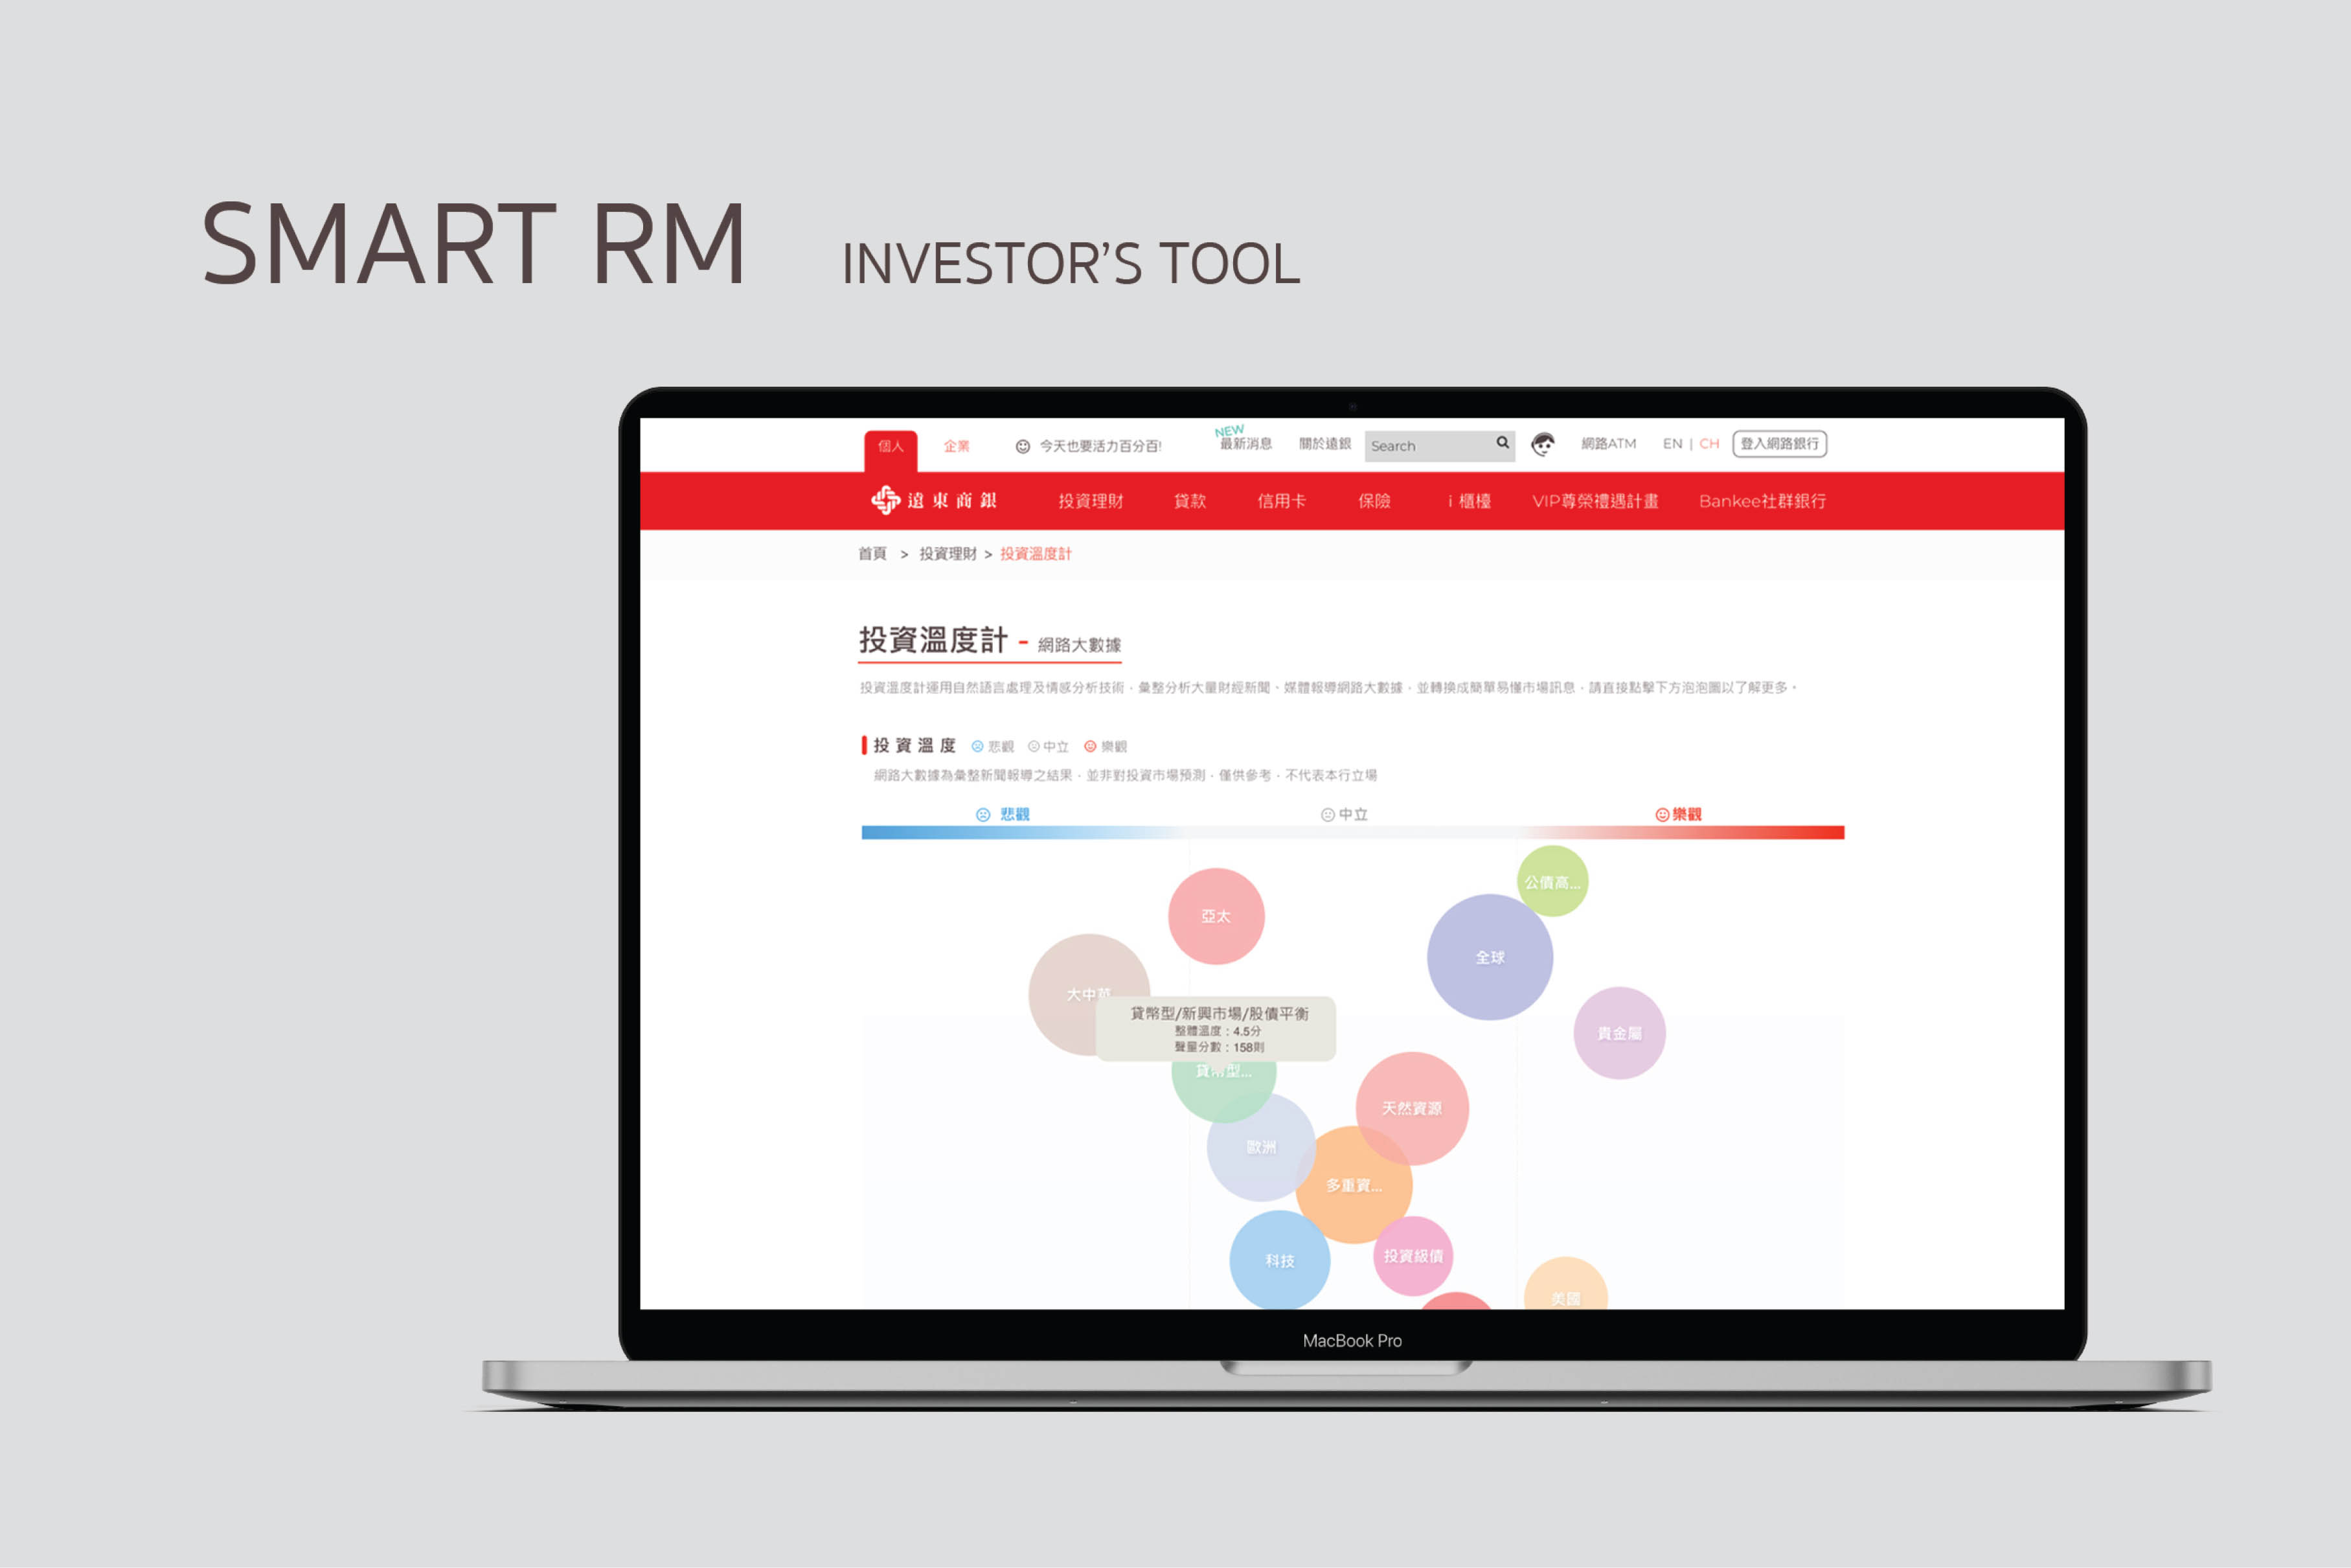 SMART RM INVESTOR'S TOOL
個人 企業 今天也要活力百分百! NEW 最新消息 關於遠銀 Search 網路ATM EN | CH 登入網路銀行
遠東商銀 投資理財 貸款 信用卡 保險 i 櫃檯 VIP尊榮禮遇計畫 Bankee社群銀行
首頁 > 投資理財 > 投資溫度計
投資溫度計 - 網路大數據
投資溫度計運用自然語言處理及情感分析技術，彙整分析大量財經新聞、媒體報導網路大數據，並轉換成簡單易懂市場訊息，請直接點擊下方泡泡圖以了解更多。
投資溫度 悲觀 中立 樂觀
網路大數據為彙整新聞報導之結果，並非對投資市場預測，僅供參考，不代表本行立場
悲觀 中立 樂觀
公債高...
亞太
全球
大中華
貨幣型/新興市場/股債平衡
整體溫度：4.5分
聲量分數：158則
貴金屬
貨幣型...
天然資源
歐洲
多重資...
科技
投資級債
美國
MacBook Pro